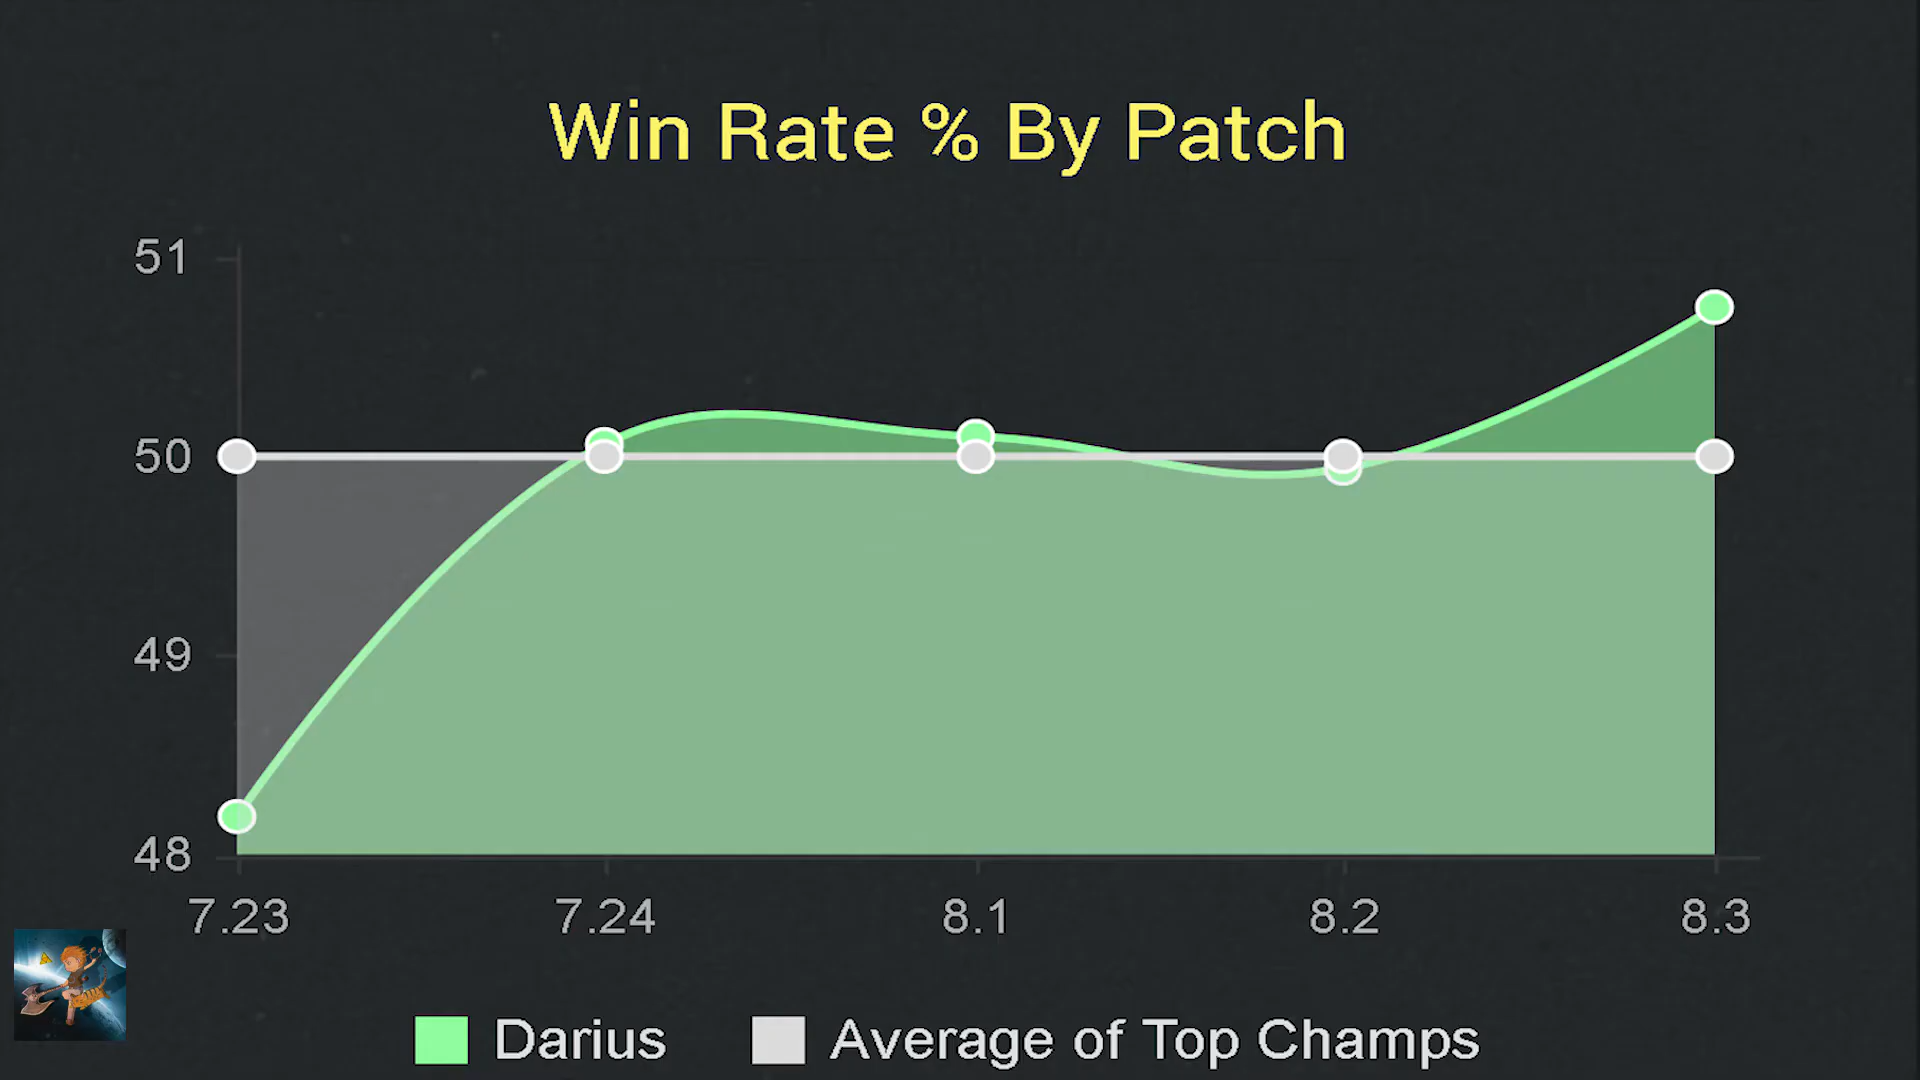 Win Rate % By Patch
51
50
49
48
7.23 7.24 8.1 8.2 8.3
Darius Average of Top Champs